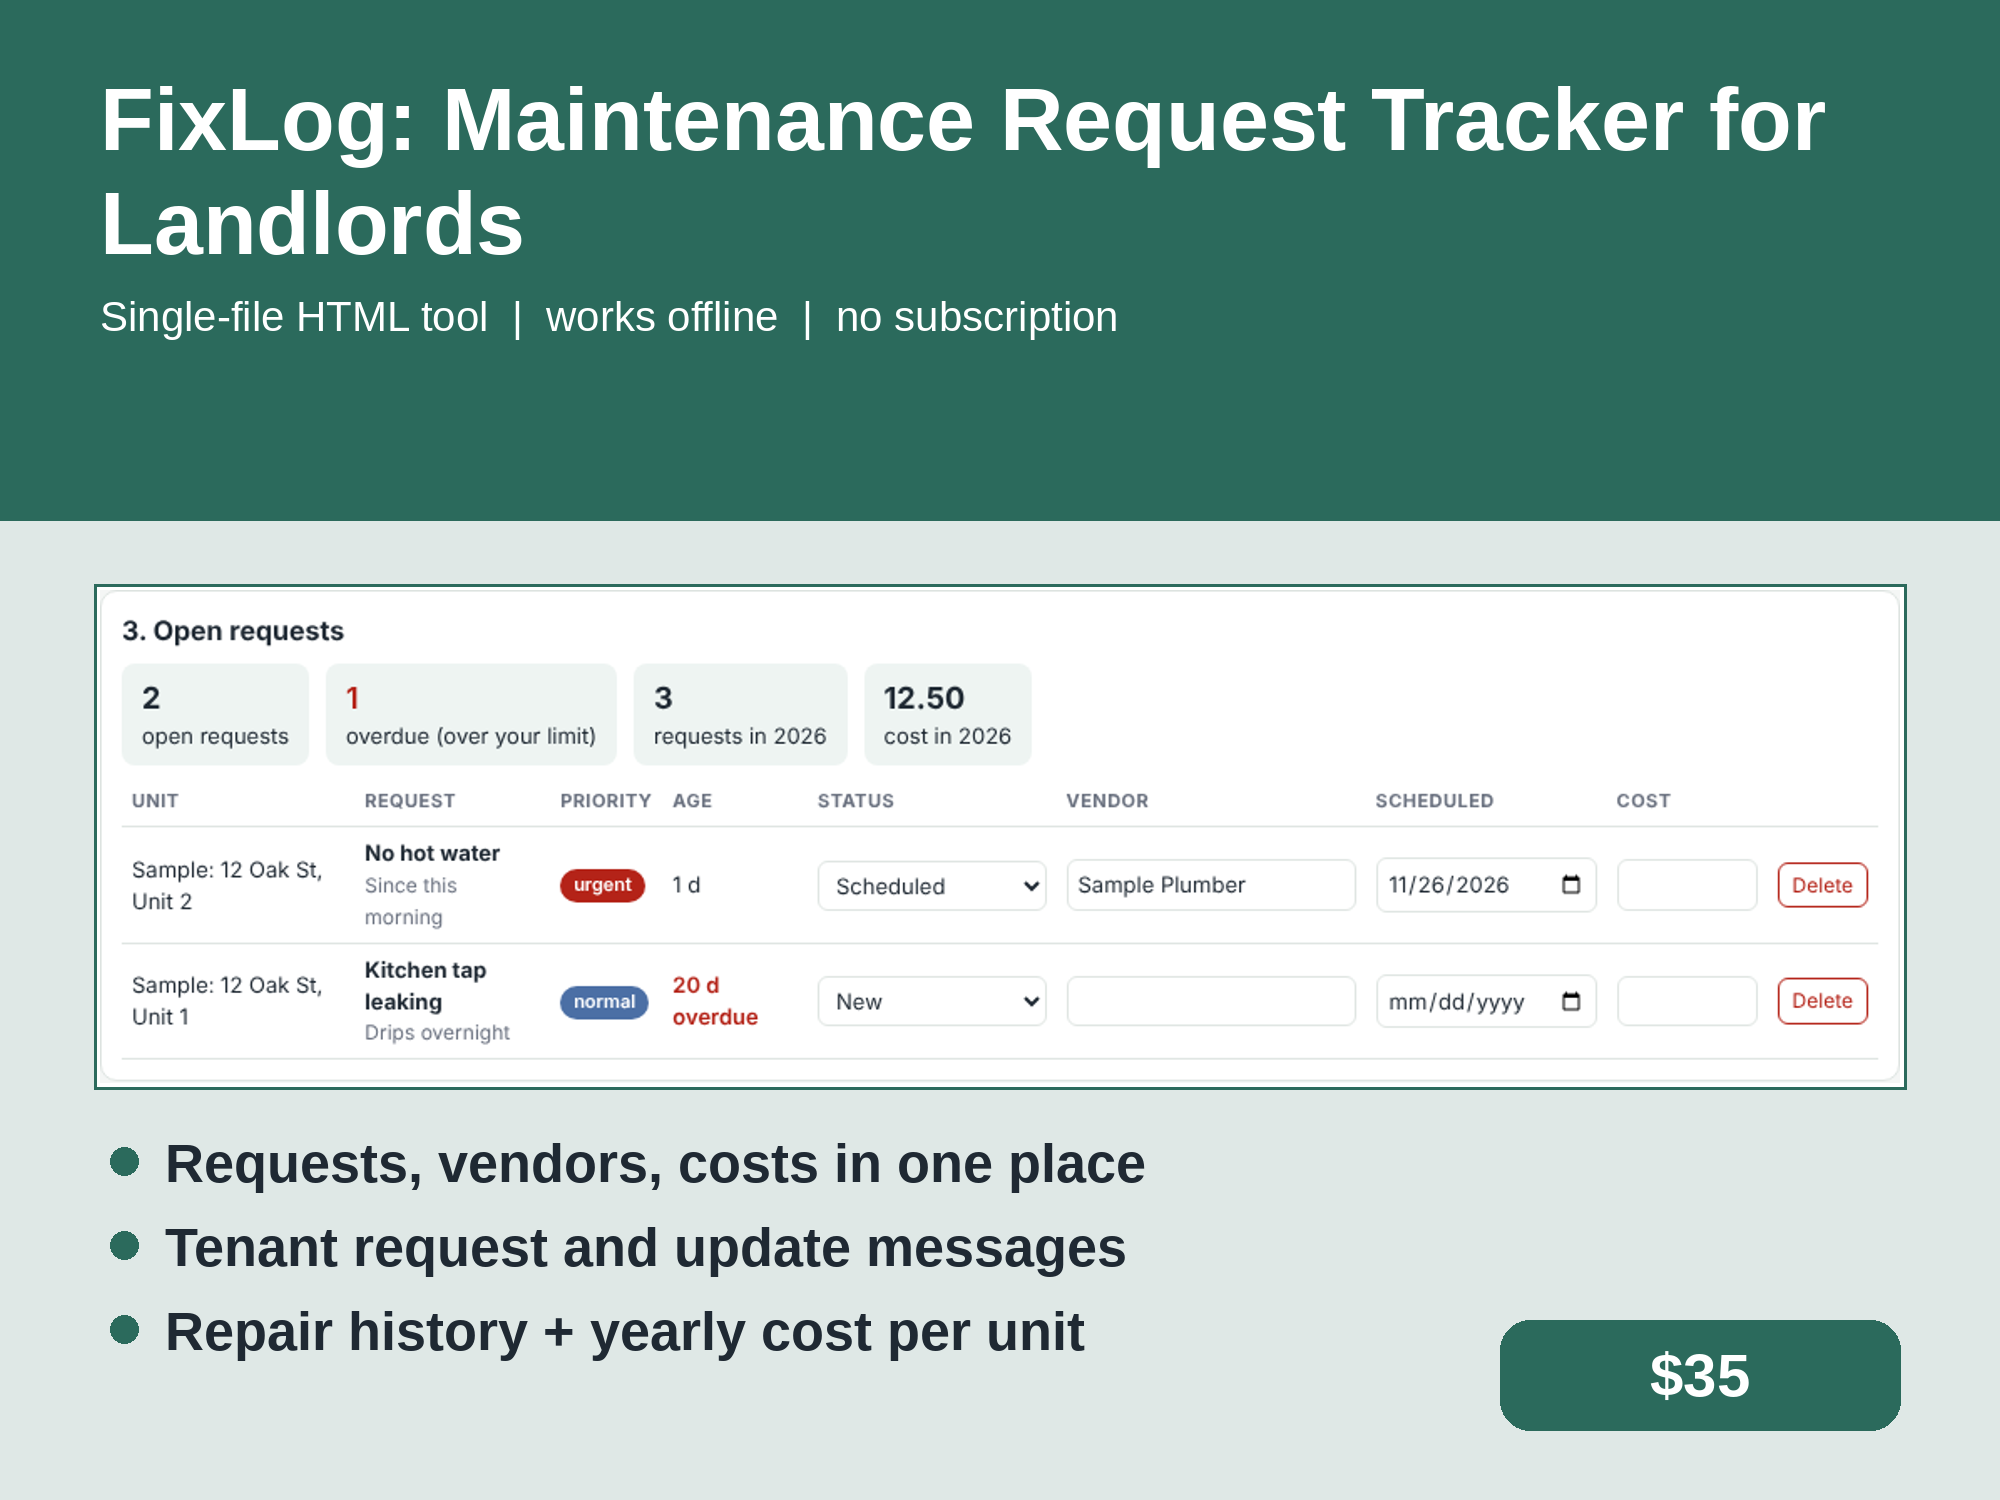 FixLog: Maintenance Request Tracker for
Landlords
Single-file HTML tool | works offline | no subscription
3. Open requests
2
open requests
1
overdue (over your limit)
3
requests in 2026
12.50
cost in 2026
UNIT REQUEST PRIORITY AGE STATUS VENDOR SCHEDULED COST
Sample: 12 Oak St,
Unit 2
No hot water
Since this
morning
urgent
1 d
Scheduled
Sample Plumber
11/26/2026
Delete
Sample: 12 Oak St,
Unit 1
Kitchen tap
leaking
Drips overnight
normal
20 d
overdue
New
mm/dd/yyyy
Delete
Requests, vendors, costs in one place
Tenant request and update messages
Repair history + yearly cost per unit
$35